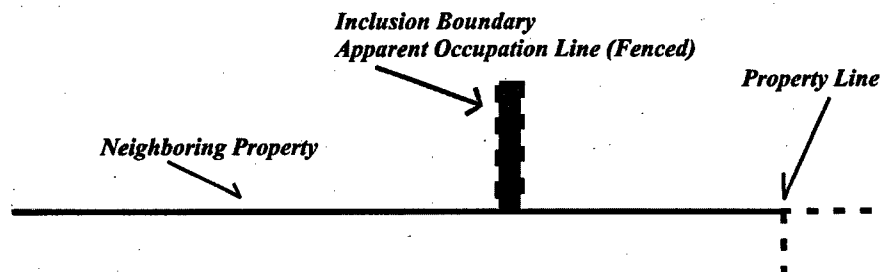 Inclusion Boundary
Apparent Occupation Line (Fenced)
Property Line
Neighboring Property